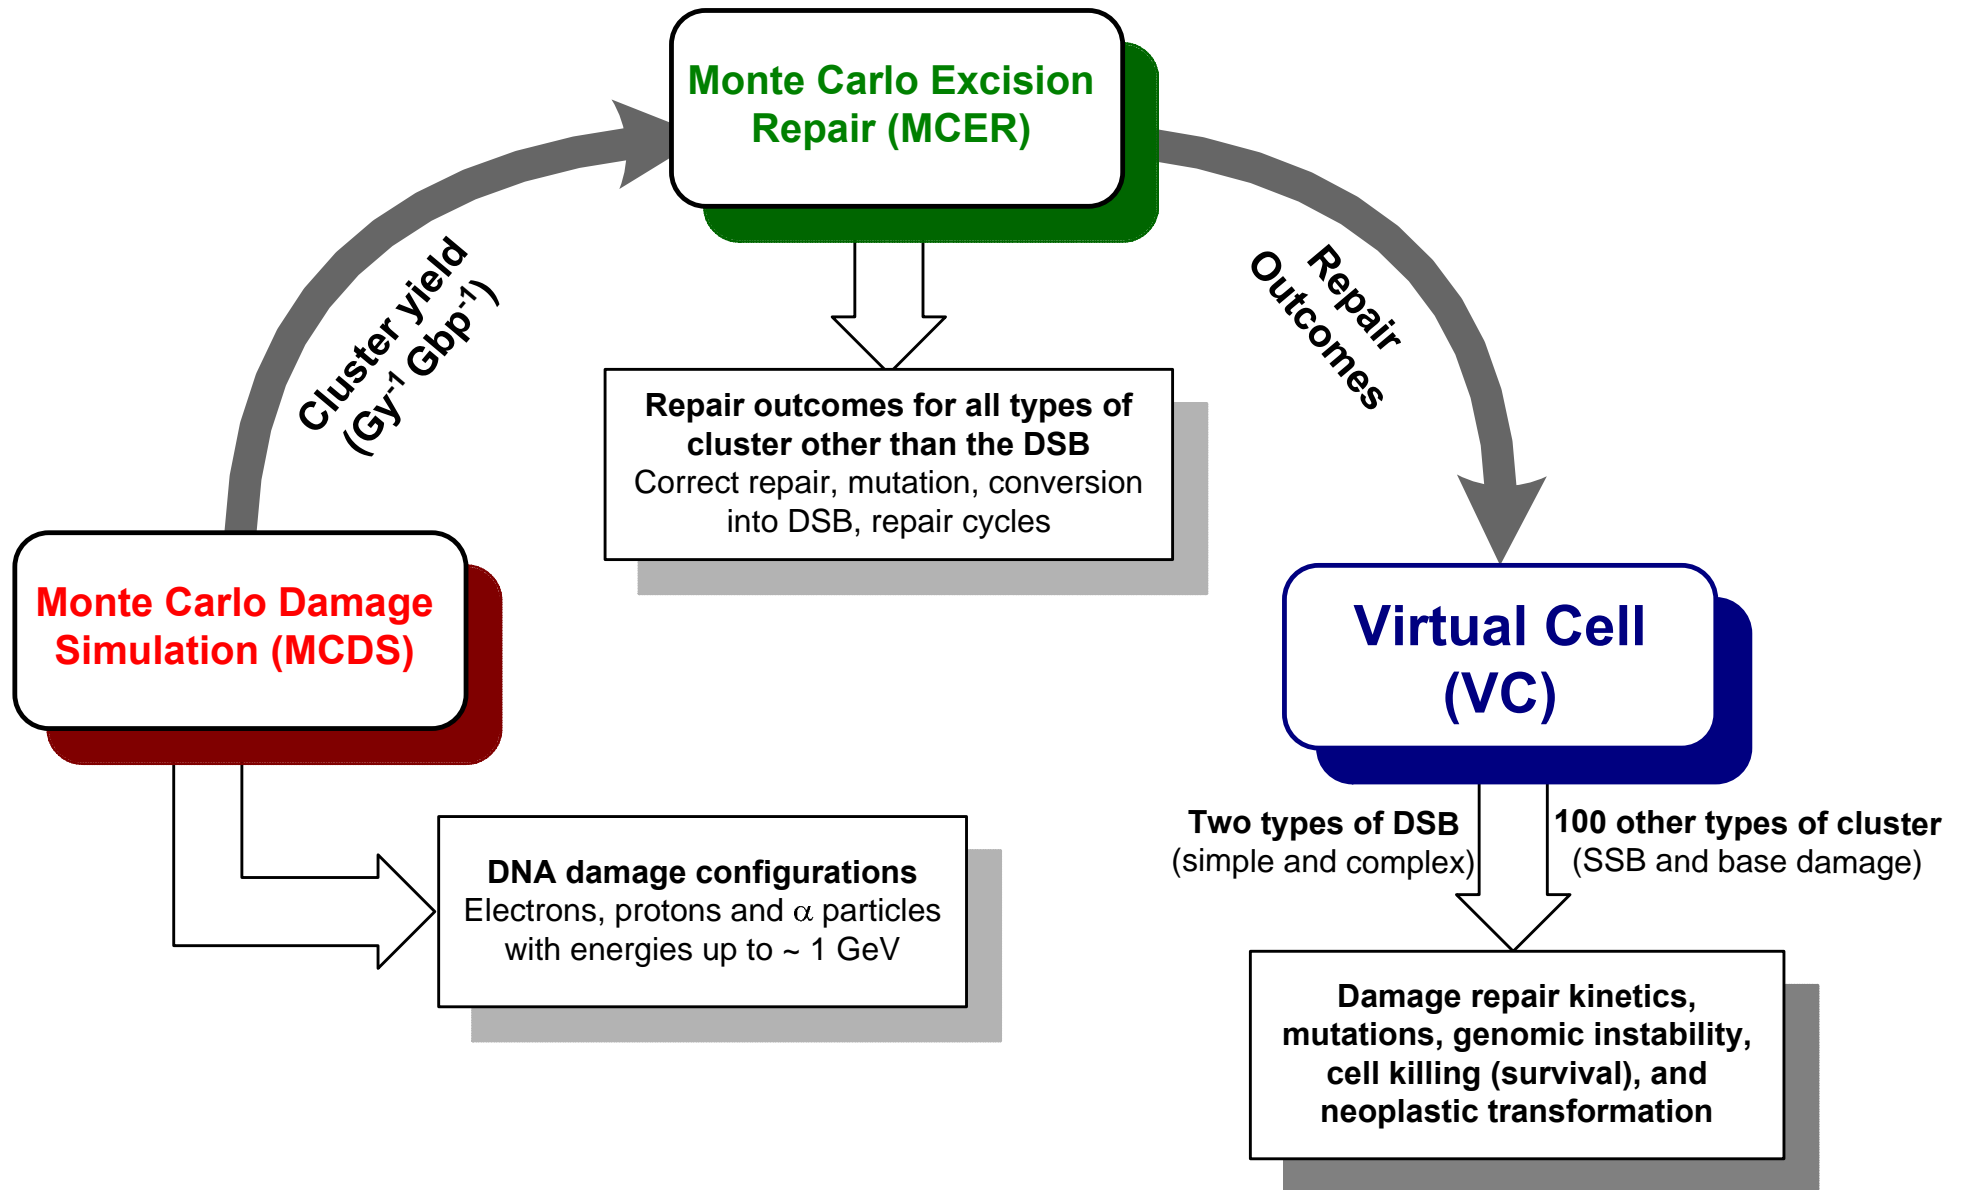 Monte Carlo Excision
Repair (MCER)
Cluster yield
(Gy⁻¹ Gbp⁻¹)
Repair
Outcomes
Repair outcomes for all types of
cluster other than the DSB
Correct repair, mutation, conversion
into DSB, repair cycles
Monte Carlo Damage
Simulation (MCDS)
Virtual Cell
(VC)
DNA damage configurations
Electrons, protons and α particles
with energies up to ~ 1 GeV
Two types of DSB
(simple and complex)
100 other types of cluster
(SSB and base damage)
Damage repair kinetics,
mutations, genomic instability,
cell killing (survival), and
neoplastic transformation